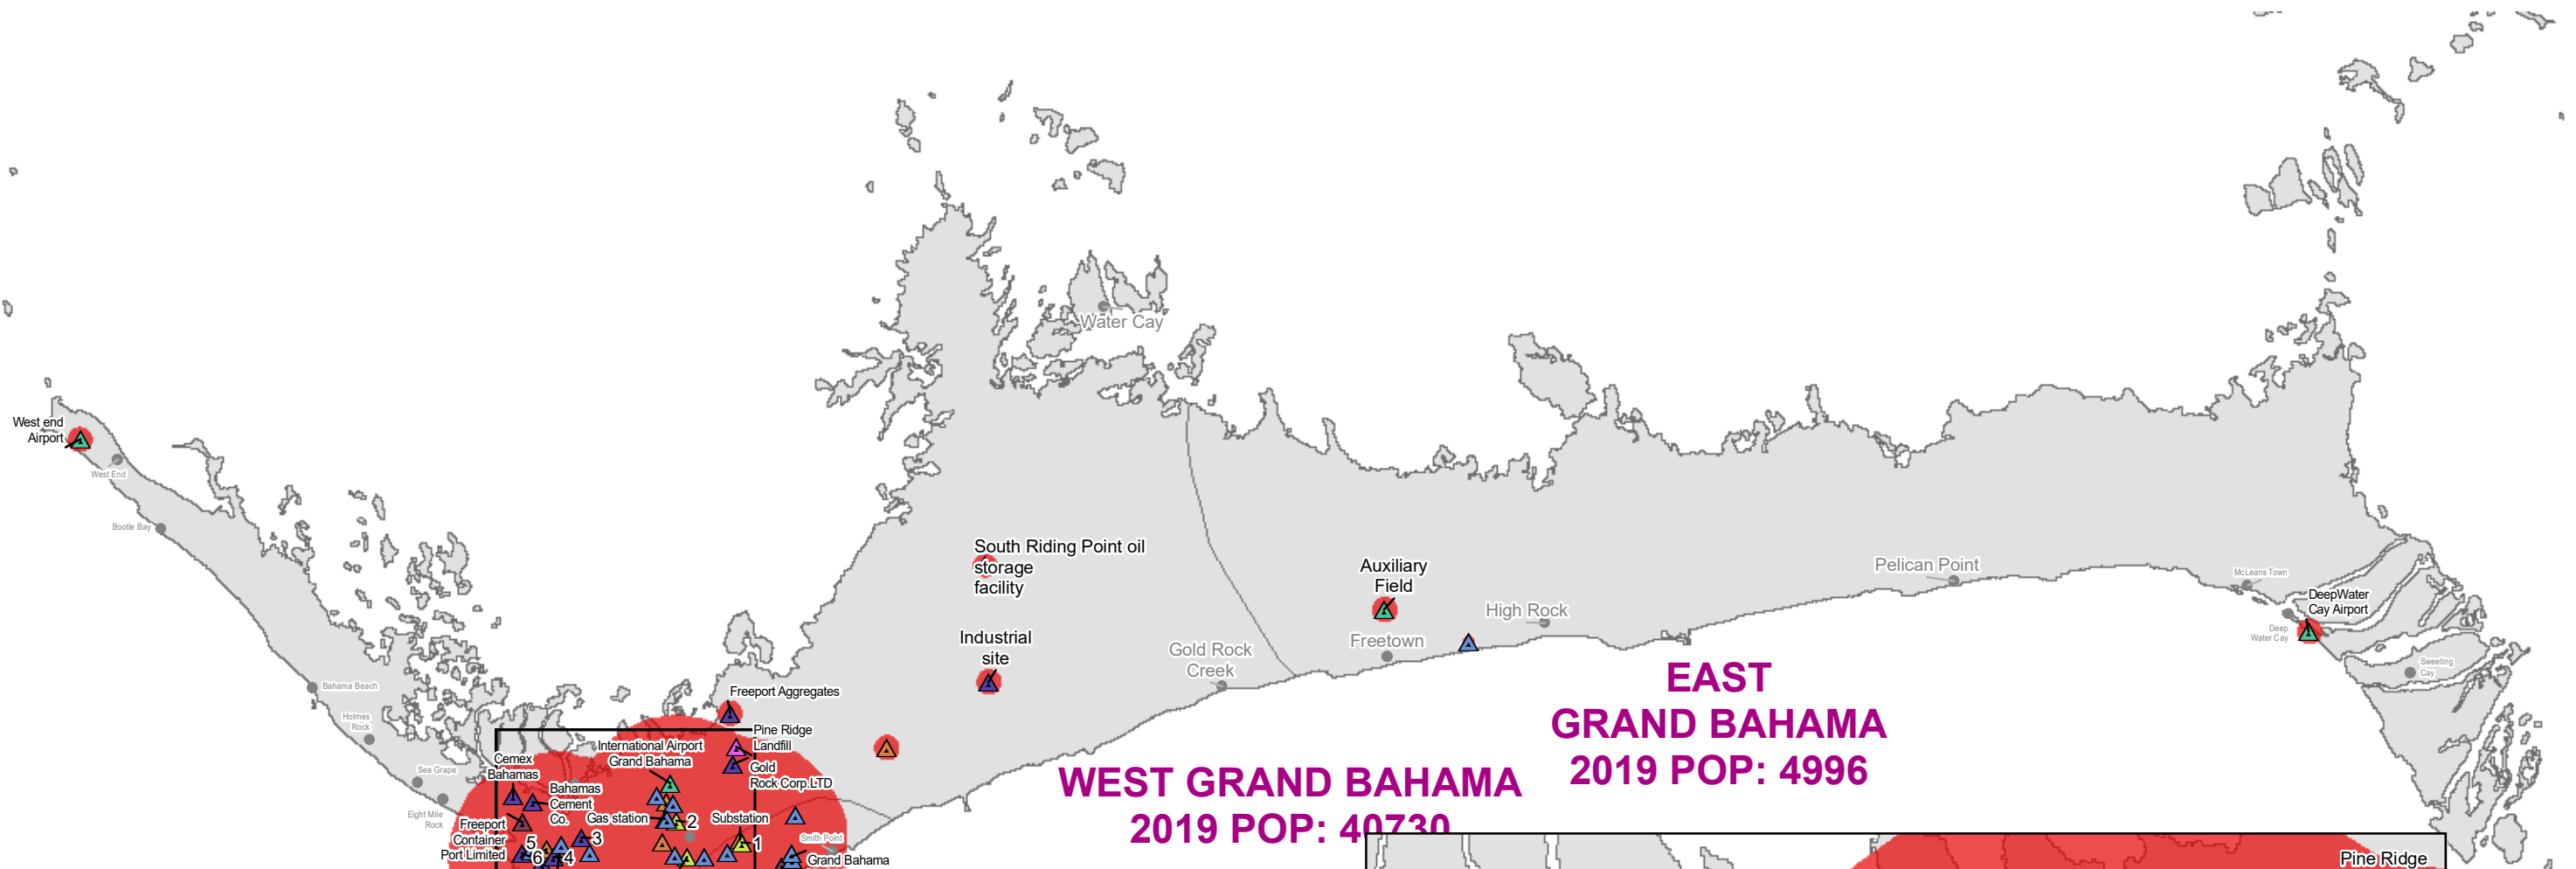 Water Cay
West end
Airport
West End
Bootle Bay
South Riding Point oil
storage
facility
Auxiliary
Field
Pelican Point
McLeans Town
DeepWater
Cay Airport
High Rock
Freetown
Deep
Water Cay
Industrial
site
Gold Rock
Creek
Sweeting
Cay
Bahama Beach
Freeport Aggregates
EAST
GRAND BAHAMA
2019 POP: 4996
Holmes
Rock
Pine Ridge
Landfill
International Airport
Grand Bahama
Gold
Rock Corp.LTD
Cemex
Bahamas
Sea Grape
WEST GRAND BAHAMA
2019 POP: 40730
Bahamas
Cement
Co.
Eight Mile
Rock
Gas station
2
Substation
Freeport
Container
Port Limited
5
3
6
4
1
Smith Point
Grand Bahama
Pine Ridge